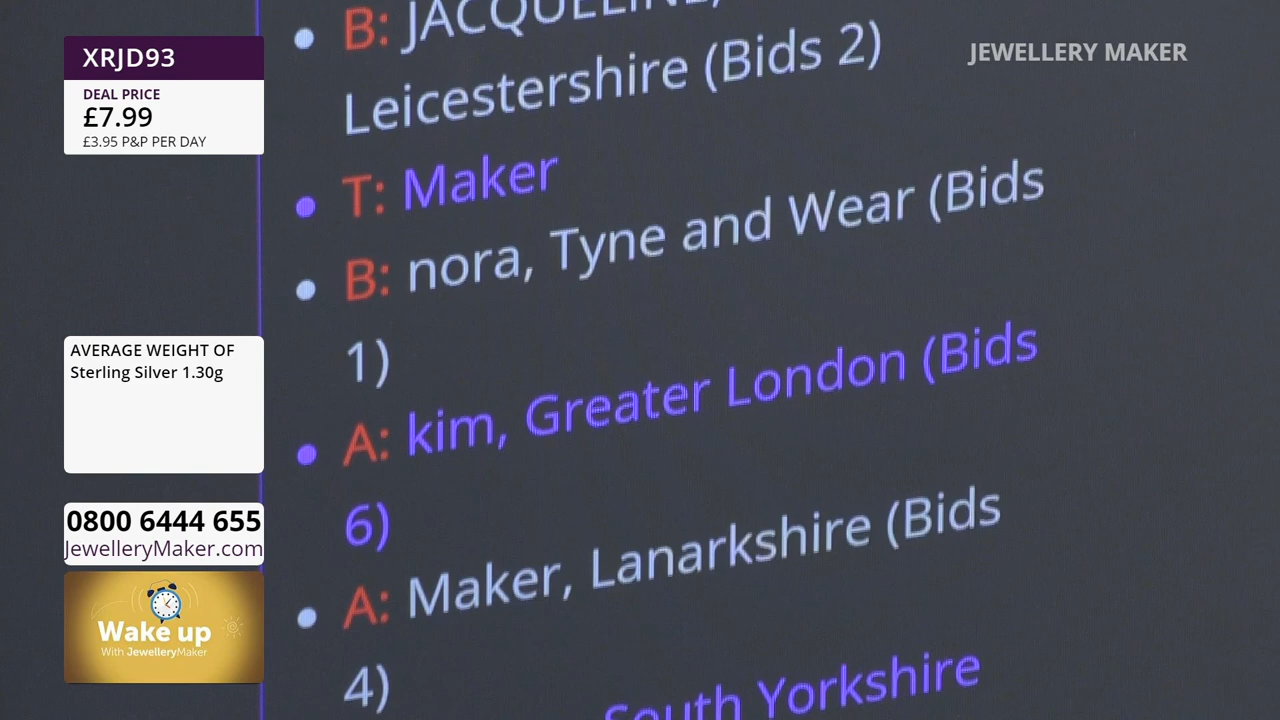 XRJD93
DEAL PRICE
£7.99
£3.95 P&P PER DAY
AVERAGE WEIGHT OF
Sterling Silver 1.30g
0800 6444 655
JewelleryMaker.com
Wake up
With JewelleryMaker
JEWELLERY MAKER
B: JACQUELINE,
Leicestershire (Bids 2)
T: Maker
B: nora, Tyne and Wear (Bids
1)
A: kim, Greater London (Bids
6)
A: Maker, Lanarkshire (Bids
4)
South Yorkshire